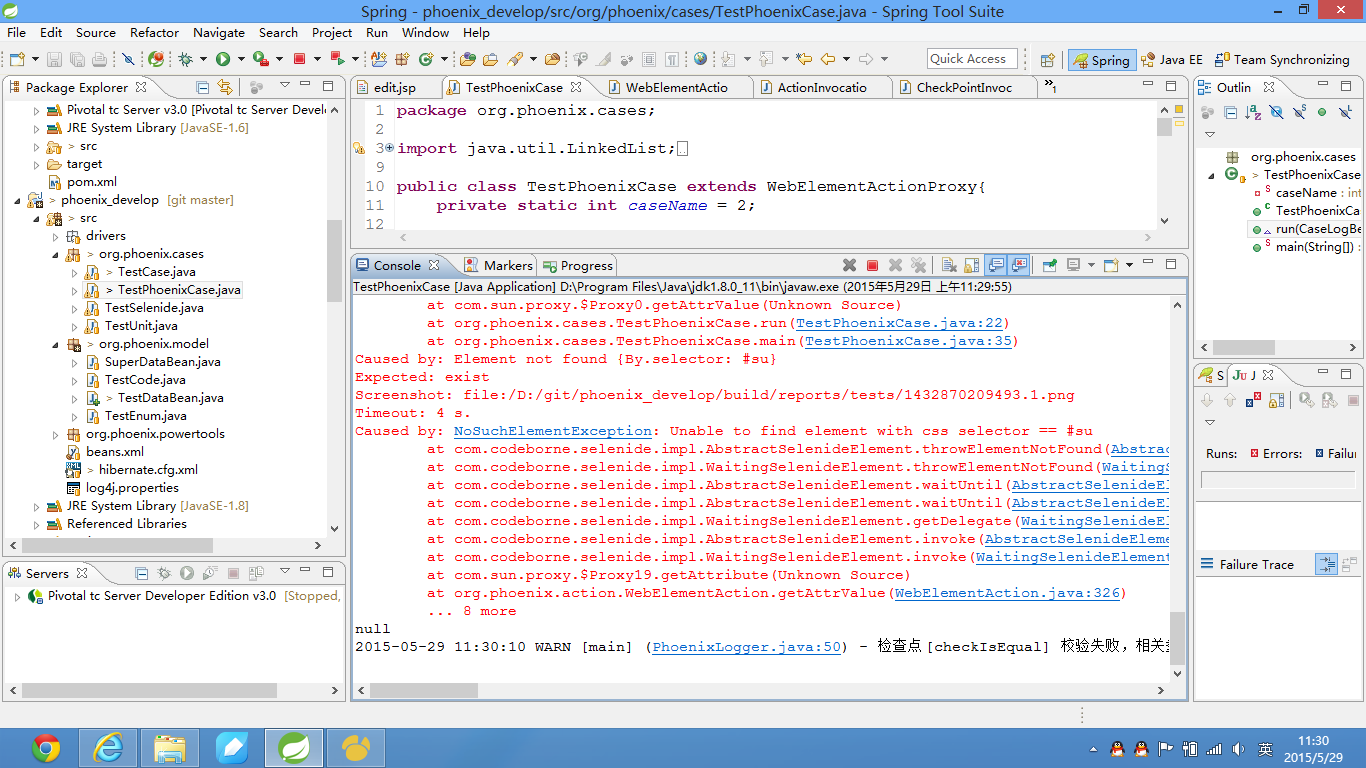 Spring - phoenix_develop/src/org/phoenix/cases/TestPhoenixCase.java - Spring Tool Suite
File Edit Source Refactor Navigate Search Project Run Window Help
Quick Access
Spring
Java EE
Team Synchronizing
Package Explorer
Pivotal tc Server v3.0 [Pivotal tc Server Devel
JRE System Library [JavaSE-1.6]
> src
target
pom.xml
> phoenix_develop [git master]
> src
drivers
> org.phoenix.cases
> TestCase.java
> TestPhoenixCase.java
TestSelenide.java
TestUnit.java
> org.phoenix.model
SuperDataBean.java
TestCode.java
> TestDataBean.java
TestEnum.java
org.phoenix.powertools
beans.xml
> hibernate.cfg.xml
log4j.properties
JRE System Library [JavaSE-1.8]
Referenced Libraries
Servers
Pivotal tc Server Developer Edition v3.0 [Stopped,
edit.jsp
TestPhoenixCase
WebElementActio
ActionInvocatio
CheckPointInvoc
»1
1 package org.phoenix.cases;
2
3 import java.util.LinkedList;
9
10 public class TestPhoenixCase extends WebElementActionProxy{
11 private static int caseName = 2;
12
Console
Markers
Progress
TestPhoenixCase [Java Application] D:\Program Files\Java\jdk1.8.0_11\bin\javaw.exe (2015年5月29日 上午11:29:55)
at com.sun.proxy.$Proxy0.getAttrValue(Unknown Source)
at org.phoenix.cases.TestPhoenixCase.run(TestPhoenixCase.java:22)
at org.phoenix.cases.TestPhoenixCase.main(TestPhoenixCase.java:35)
Caused by: Element not found {By.selector: #su}
Expected: exist
Screenshot: file:/D:/git/phoenix_develop/build/reports/tests/1432870209493.1.png
Timeout: 4 s.
Caused by: NoSuchElementException: Unable to find element with css selector == #su
at com.codeborne.selenide.impl.AbstractSelenideElement.throwElementNotFound(Abstrac
at com.codeborne.selenide.impl.WaitingSelenideElement.throwElementNotFound(WaitingS
at com.codeborne.selenide.impl.AbstractSelenideElement.waitUntil(AbstractSelenideEl
at com.codeborne.selenide.impl.AbstractSelenideElement.waitUntil(AbstractSelenideEl
at com.codeborne.selenide.impl.WaitingSelenideElement.getDelegate(WaitingSelenideEl
at com.codeborne.selenide.impl.AbstractSelenideElement.invoke(AbstractSelenideEleme
at com.codeborne.selenide.impl.WaitingSelenideElement.invoke(WaitingSelenideElement
at com.sun.proxy.$Proxy19.getAttribute(Unknown Source)
at org.phoenix.action.WebElementAction.getAttrValue(WebElementAction.java:326)
... 8 more
null
2015-05-29 11:30:10 WARN [main] (PhoenixLogger.java:50) - 检查点[checkIsEqual] 校验失败，相关
Outlin
org.phoenix.cases
TestPhoenixCase
caseName : int
TestPhoenixCa
run(CaseLogBe
main(String[]) :
S
JU J
Runs:
Errors:
Failur
Failure Trace
英
11:30
2015/5/29